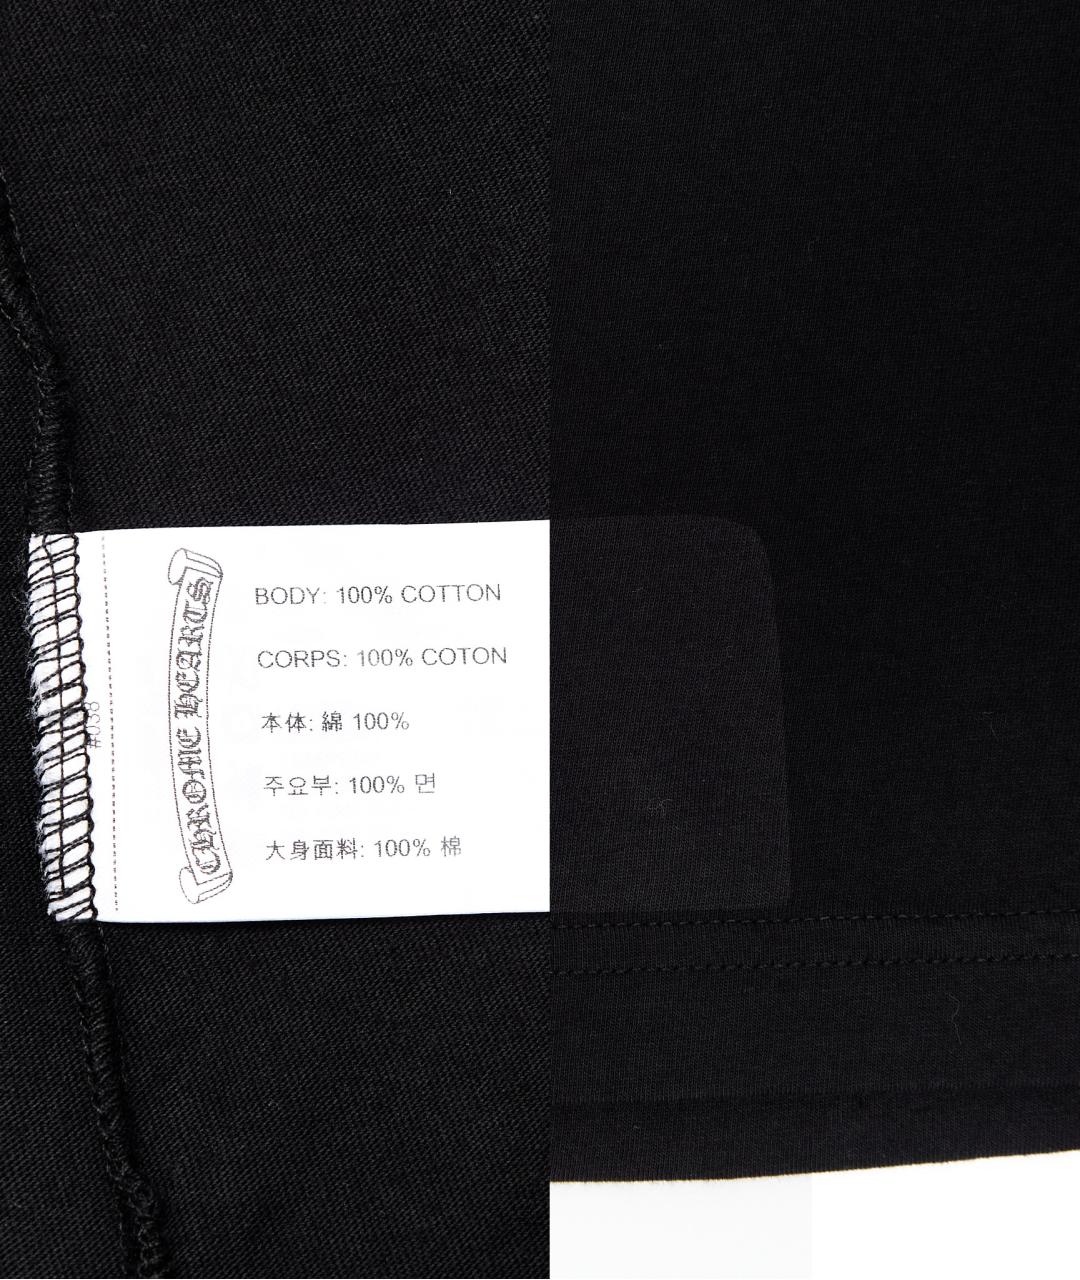 CHROME HEARTS
BODY: 100% COTTON
CORPS: 100% COTON
本体: 綿 100%
주요부: 100% 면
大身面料: 100% 棉
#038